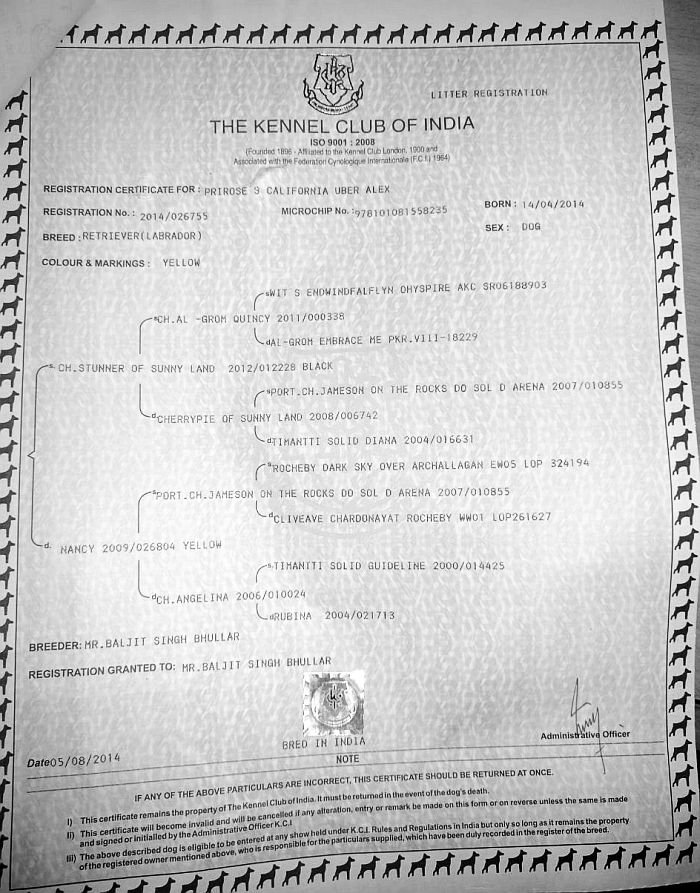 LITTER REGISTRATION
THE KENNEL CLUB OF INDIA
ISO 9001 : 2008
(Founded 1896 - Affiliated to the Kennel Club London, 1900 and
Associated with the Federation Cynologique Internationale (F.C.I.) 1964)
REGISTRATION CERTIFICATE FOR : PRIROSE S CALIFORNIA UBER ALEX
REGISTRATION No. : 2014/026755
MICROCHIP No. :978101081558235
BORN : 14/04/2014
BREED : RETRIEVER(LABRADOR)
SEX : DOG
COLOUR & MARKINGS : YELLOW
sWIT S ENDWINDFALFLYN OHYSPIRE AKC SR06188903
sCH.AL -GROM QUINCY 2011/000338
dAL-GROM EMBRACE ME PKR.VIII-18229
s. CH.STUNNER OF SUNNY LAND 2012/012228 BLACK
sPORT.CH.JAMESON ON THE ROCKS DO SOL D ARENA 2007/010855
dCHERRYPIE OF SUNNY LAND 2008/006742
dTIMANTTI SOLID DIANA 2004/016631
sROCHEBY DARK SKY OVER ARCHALLAGAN EW05 LOP 324194
sPORT.CH.JAMESON ON THE ROCKS DO SOL D ARENA 2007/010855
dCLIVEAVE CHARDONAYAT ROCHEBY WW01 LOP261627
d. NANCY 2009/026804 YELLOW
s.TIMANTTI SOLID GUIDELINE 2000/014425
dCH.ANGELINA 2006/010024
dRUBINA 2004/021713
BREEDER: MR.BALJIT SINGH BHULLAR
REGISTRATION GRANTED TO: MR.BALJIT SINGH BHULLAR
BRED IN INDIA
Administrative Officer
Date05/08/2014
NOTE
IF ANY OF THE ABOVE PARTICULARS ARE INCORRECT, THIS CERTIFICATE SHOULD BE RETURNED AT ONCE.
I) This certificate remains the property of The Kennel Club of India. It must be returned in the event of the dog's death.
II) This certificate will become invalid and will be cancelled if any alteration, entry or remark be made on this form or on reverse unless the same is made
and signed or initialled by the Administrative Officer K.C.I
III) The above described dog is eligible to be entered at any show held under K.C.I. Rules and Regulations in India but only so long as it remains the property
of the registered owner mentioned above, who is responsible for the particulars supplied, which have been duly recorded in the register of the breed.